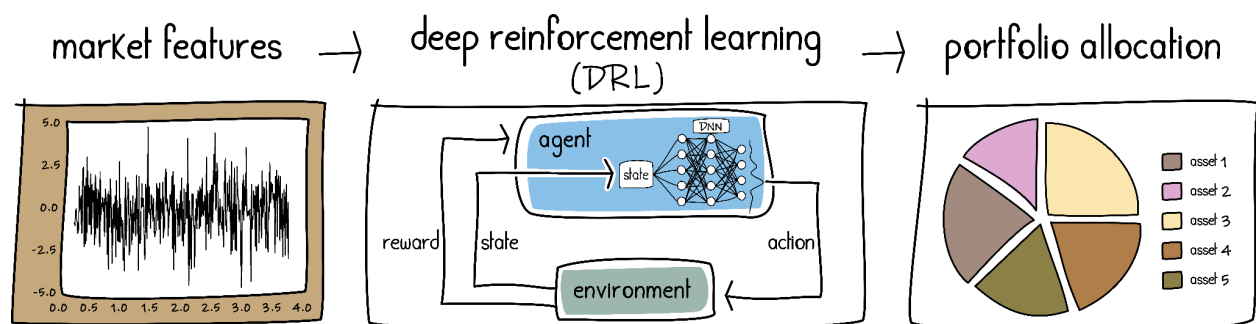 market features → deep reinforcement learning → portfolio allocation
(DRL)
5.0
2.5
0.0
-2.5
-5.0
0.0 0.5 1.0 1.5 2.0 2.5 3.0 3.5 4.0
agent
DNN
state
reward
state
action
environment
asset 1
asset 2
asset 3
asset 4
asset 5